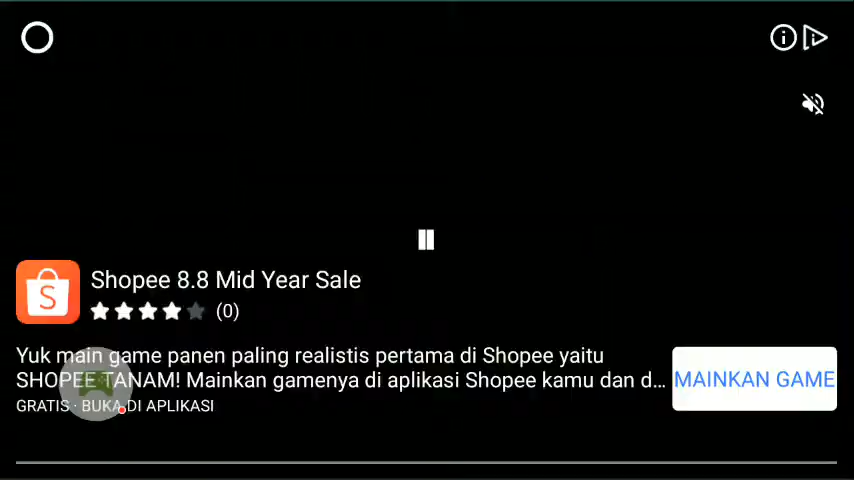 Shopee 8.8 Mid Year Sale
(0)
Yuk main game panen paling realistis pertama di Shopee yaitu
SHOPEE TANAM! Mainkan gamenya di aplikasi Shopee kamu dan d...
MAINKAN GAME
GRATIS · BUKA DI APLIKASI